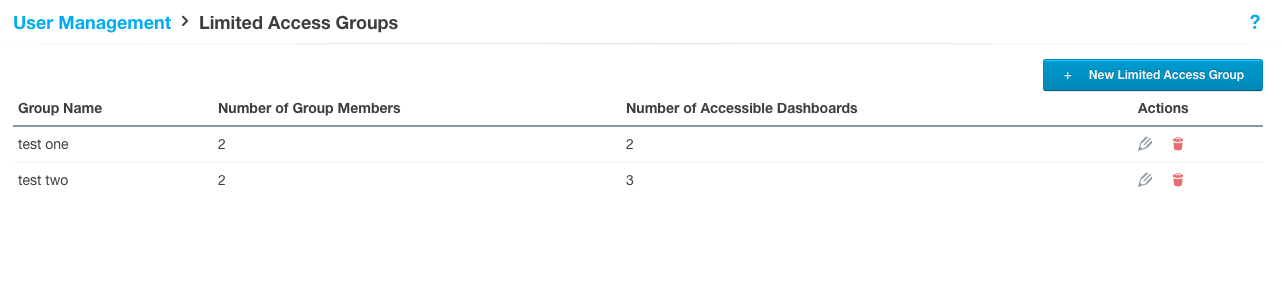 User Management > Limited Access Groups ?
+ New Limited Access Group
Group Name Number of Group Members Number of Accessible Dashboards Actions
test one 2 2
test two 2 3